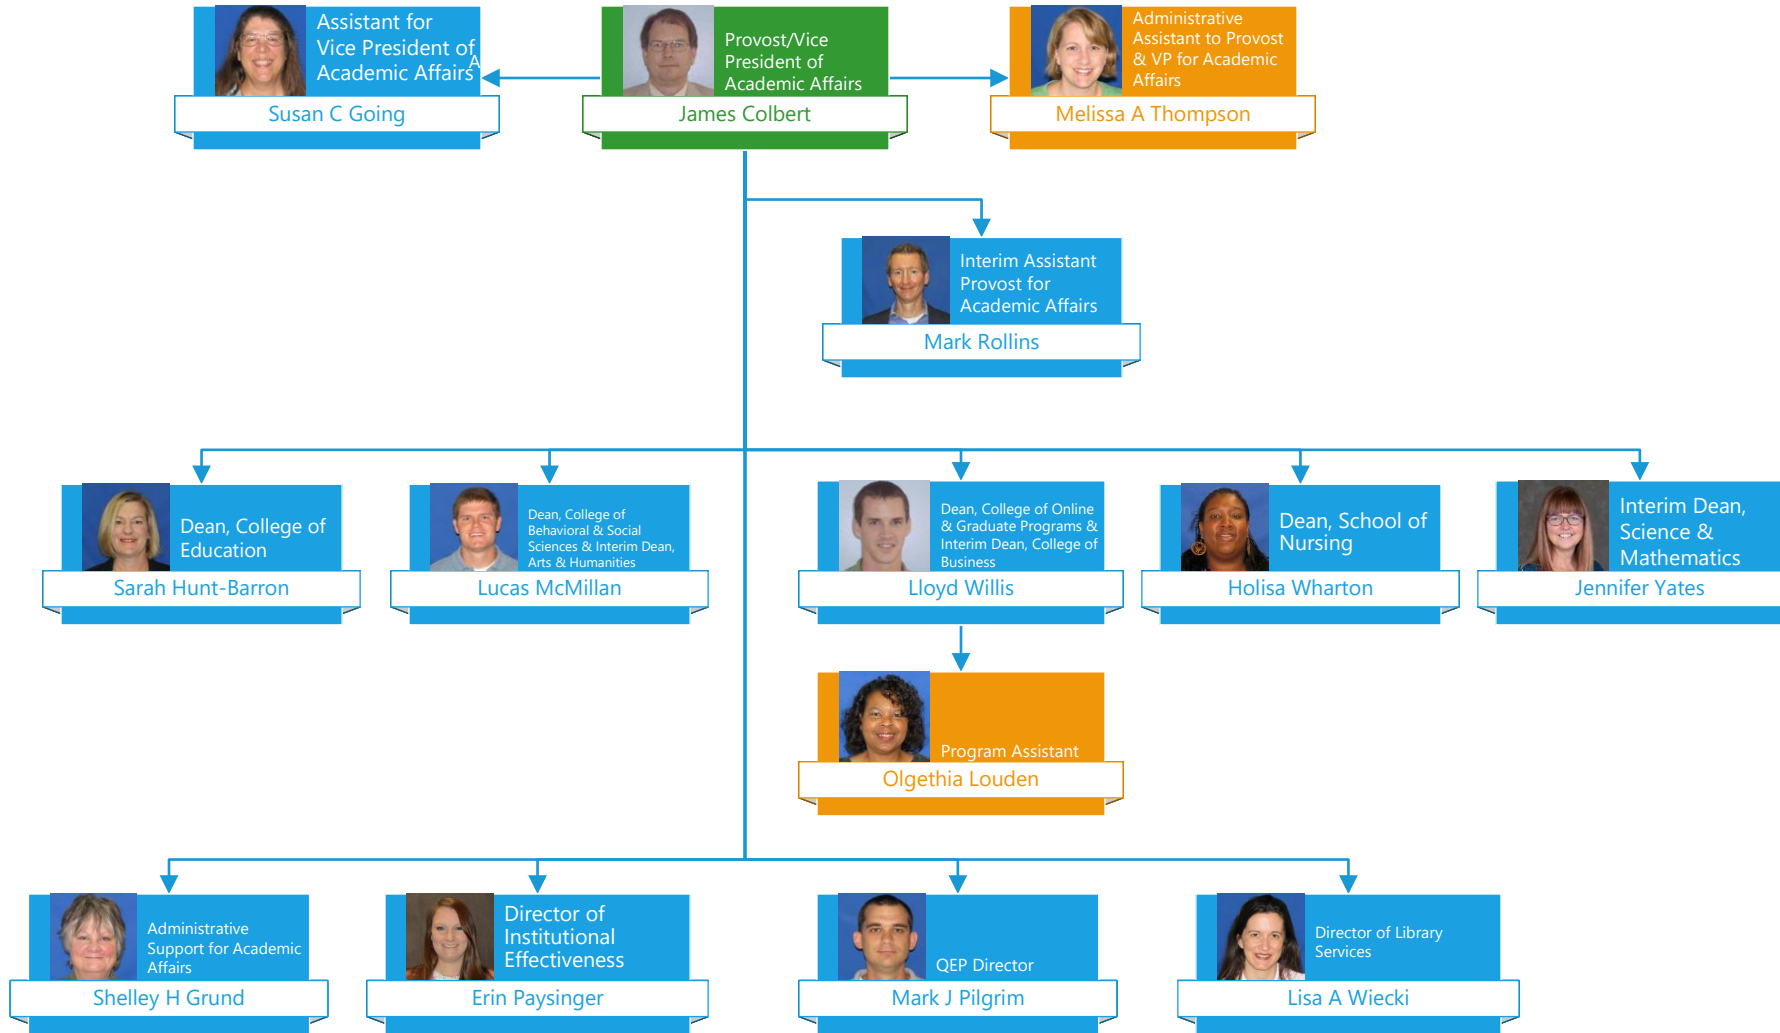 Assistant for
Vice President of
A
Academic Affairs
Susan C Going
Provost/Vice
President of
Academic Affairs
James Colbert
Administrative
Assistant to Provost
& VP for Academic
Affairs
Melissa A Thompson
Interim Assistant
Provost for
Academic Affairs
Mark Rollins
Dean, College of
Education
Sarah Hunt-Barron
Dean, College of
Behavioral & Social
Sciences & Interim Dean,
Arts & Humanities
Lucas McMillan
Dean, College of Online
& Graduate Programs &
Interim Dean, College of
Business
Lloyd Willis
Dean, School of
Nursing
Holisa Wharton
Interim Dean,
Science &
Mathematics
Jennifer Yates
Program Assistant
Olgethia Louden
Administrative
Support for Academic
Affairs
Shelley H Grund
Director of
Institutional
Effectiveness
Erin Paysinger
QEP Director
Mark J Pilgrim
Director of Library
Services
Lisa A Wiecki